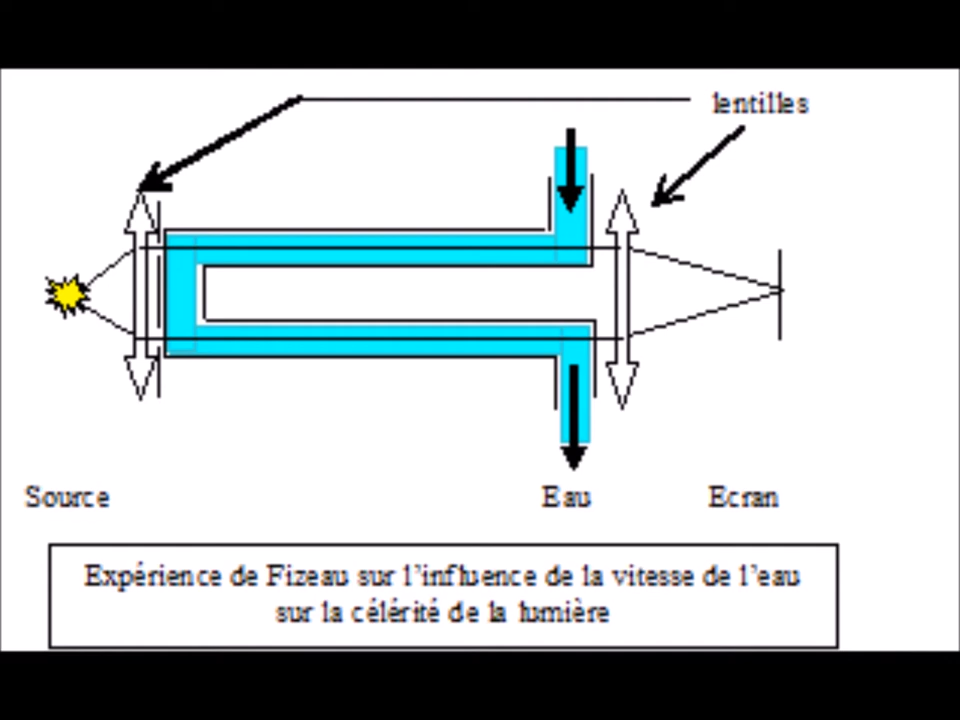 lentilles
Source
Eau
Ecran
Expérience de Fizeau sur l'influence de la vitesse de l'eau
sur la célérité de la lumière